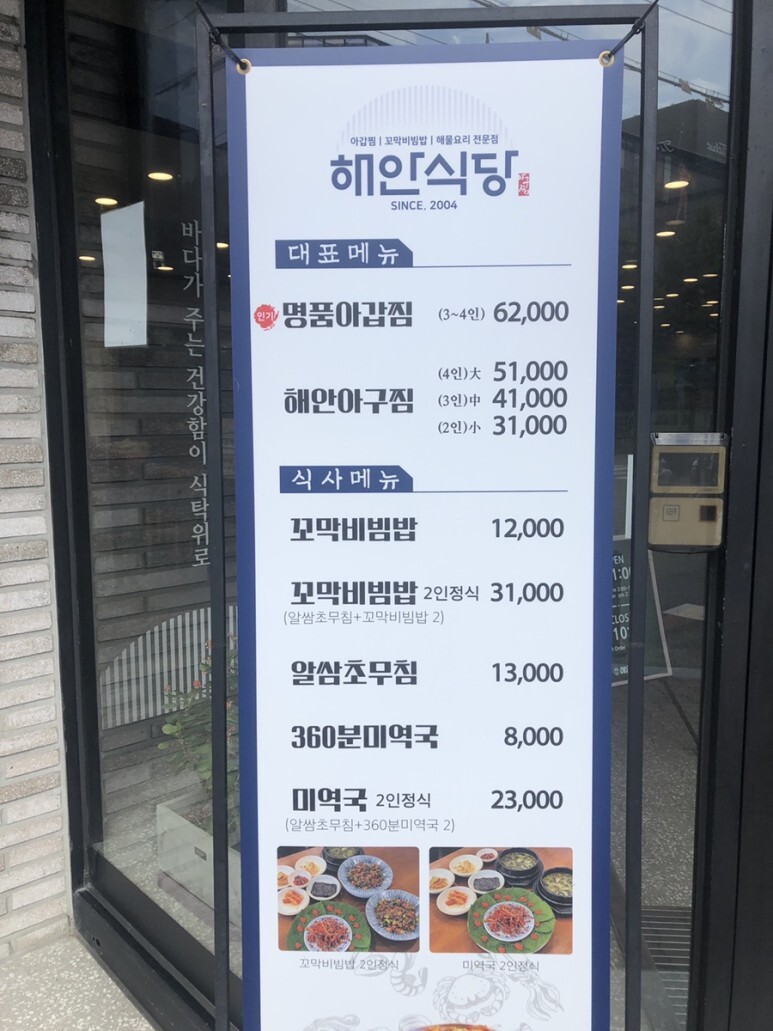 아갑찜 | 꼬막비빔밥 | 해물요리 전문점
해안식당
SINCE, 2004
대표메뉴
인기! 명품아갑찜 (3~4인) 62,000
해안아구찜
(4인)大 51,000
(3인)中 41,000
(2인)小 31,000
식사메뉴
꼬막비빔밥 12,000
꼬막비빔밥 2인정식 31,000
(알쌈초무침+꼬막비빔밥 2)
알쌈초무침 13,000
360분미역국 8,000
미역국 2인정식 23,000
(알쌈초무침+360분미역국 2)
꼬막비빔밥 2인정식
미역국 2인정식
바다가 주는 건강함이 식탁위로